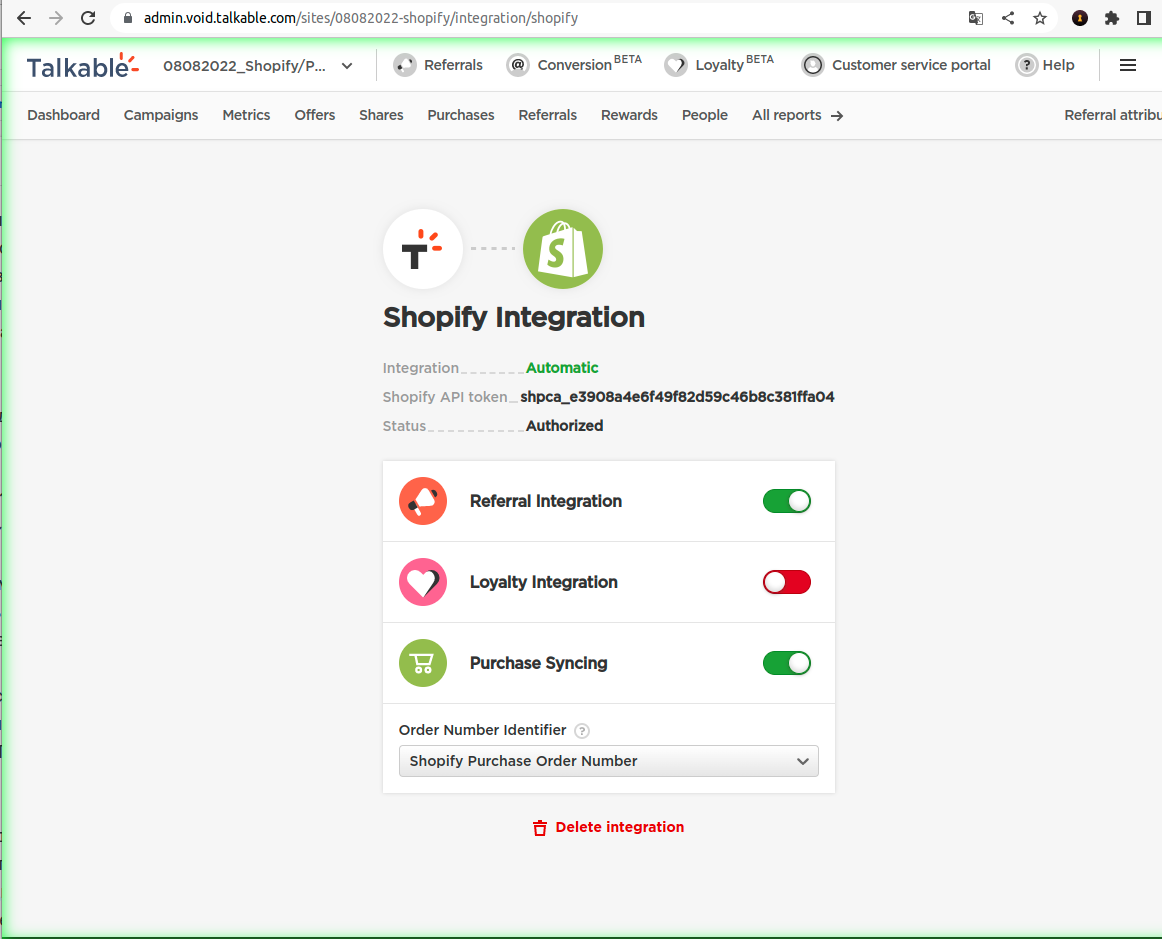 admin.void.talkable.com/sites/08082022-shopify/integration/shopify
Talkable 08082022_Shopify/P... Referrals @ Conversion BETA Loyalty BETA Customer service portal ? Help
Dashboard Campaigns Metrics Offers Shares Purchases Referrals Rewards People All reports → Referral attribu
T S
Shopify Integration
Integration Automatic
Shopify API token 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
Status Authorized
Referral Integration
Loyalty Integration
Purchase Syncing
Order Number Identifier ?
Shopify Purchase Order Number
Delete integration